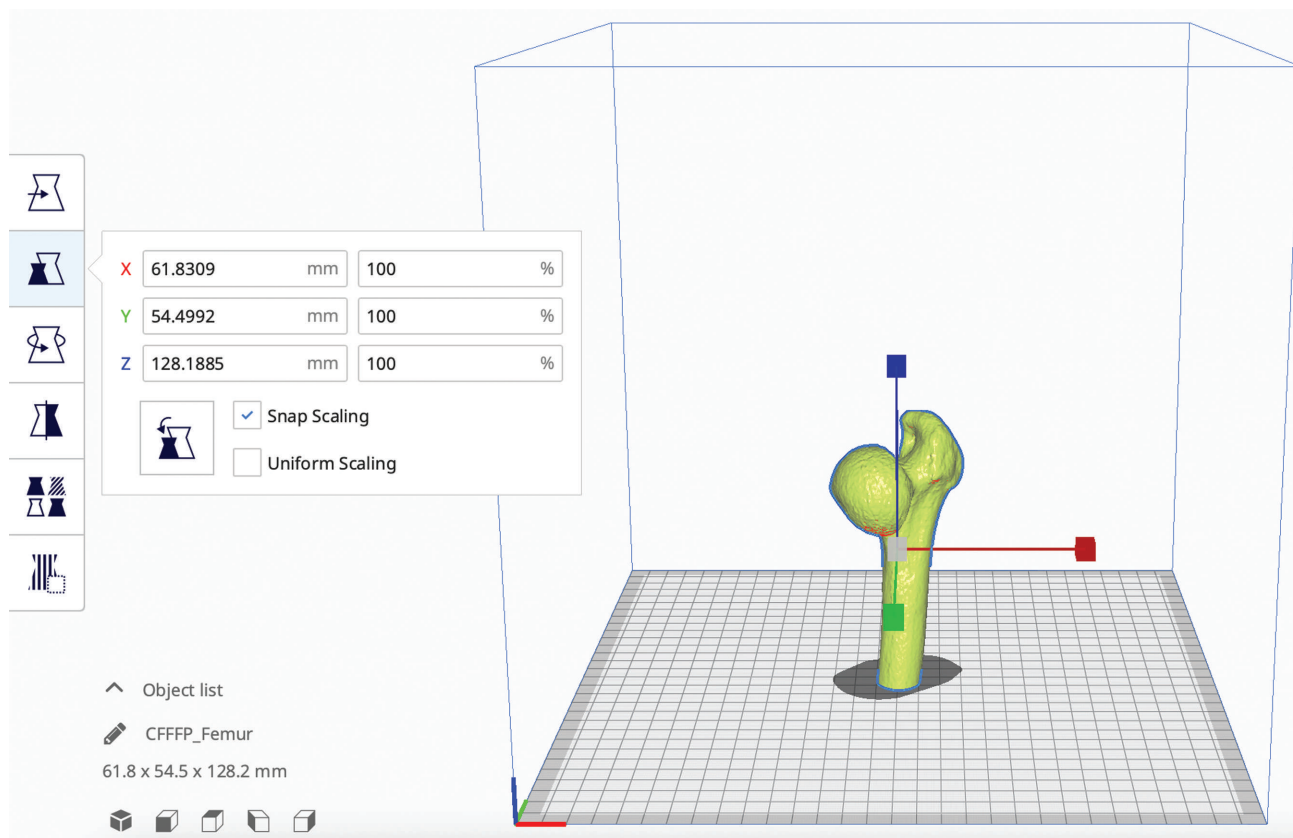 X 61.8309 mm 100 %
Y 54.4992 mm 100 %
Z 128.1885 mm 100 %
Snap Scaling
Uniform Scaling
Object list
CFFFP_Femur
61.8 x 54.5 x 128.2 mm